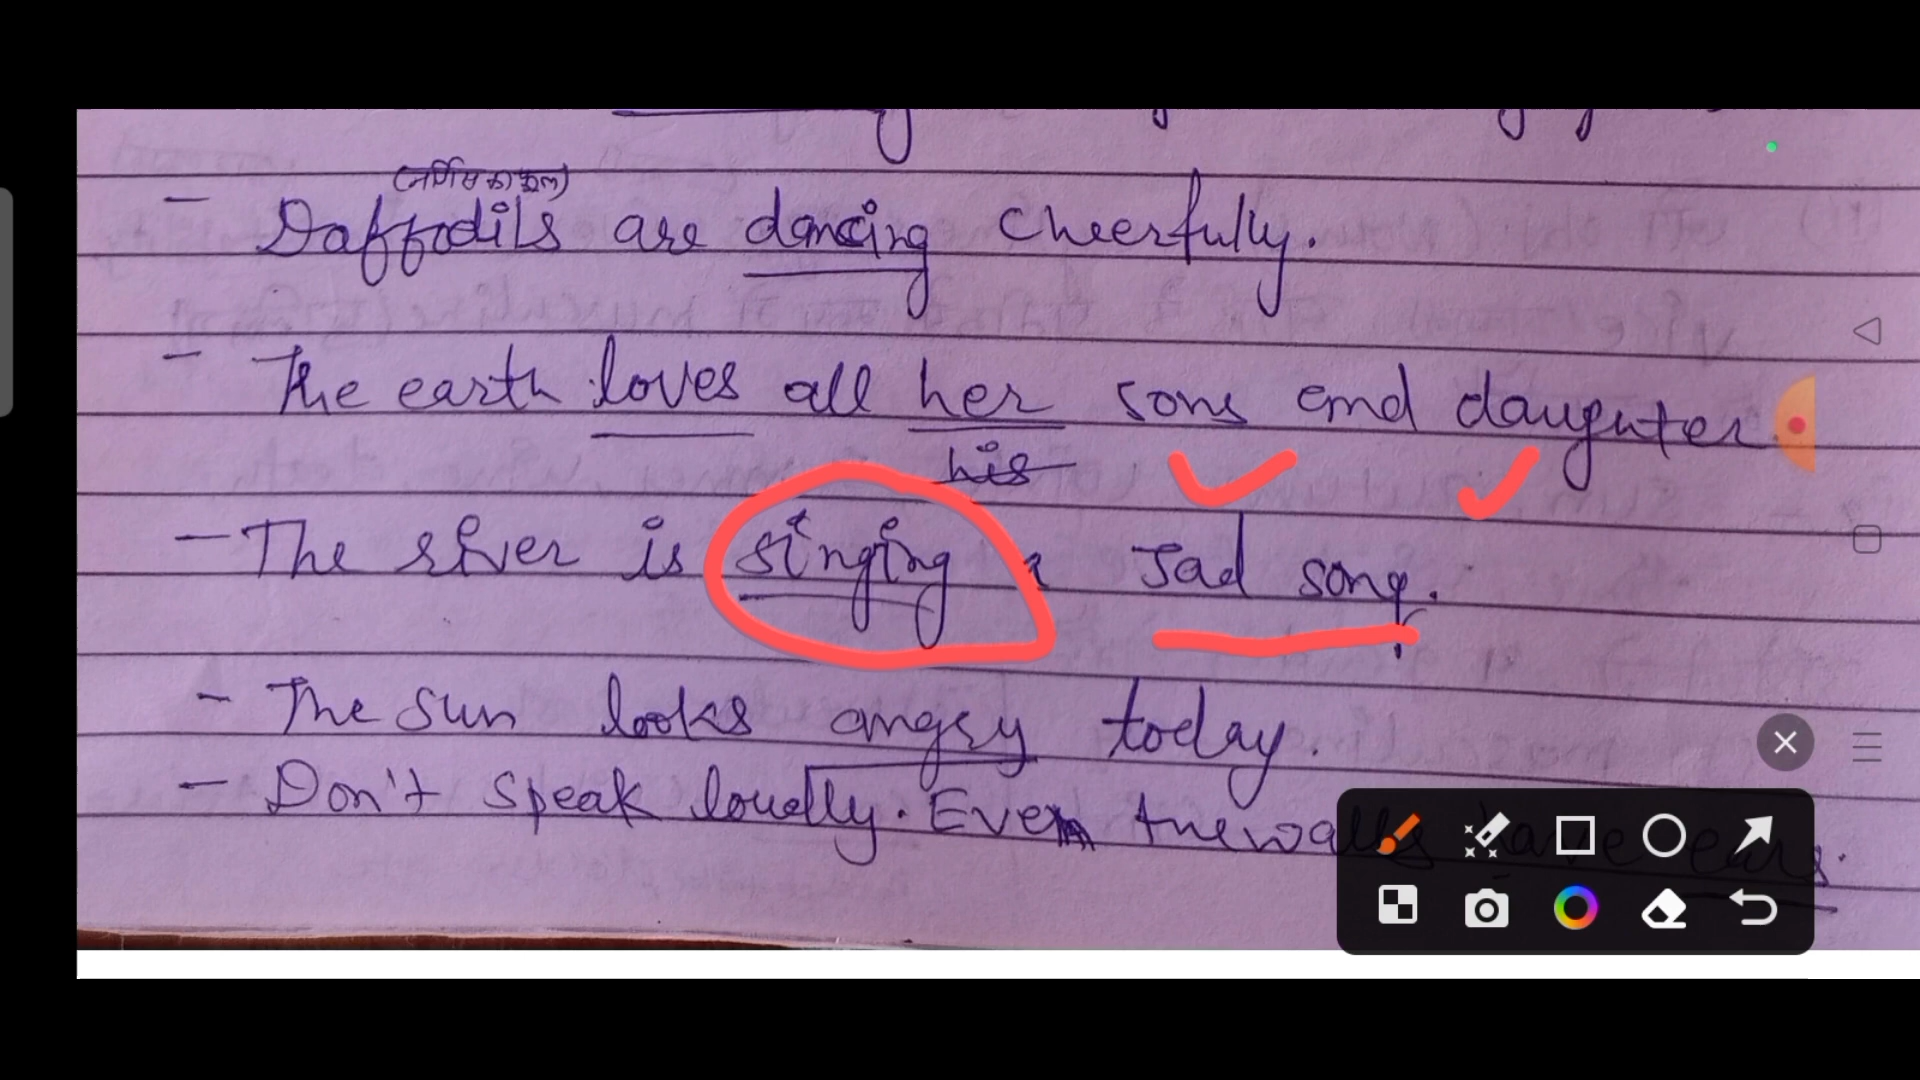 (नर्गिस का फूल)
- Daffodils are dancing cheerfully.
- The earth loves all her sons and daughter.
his
- The river is singing a sad song.
- The sun looks angry today.
- Don't speak loudly. Even the walls have ears.